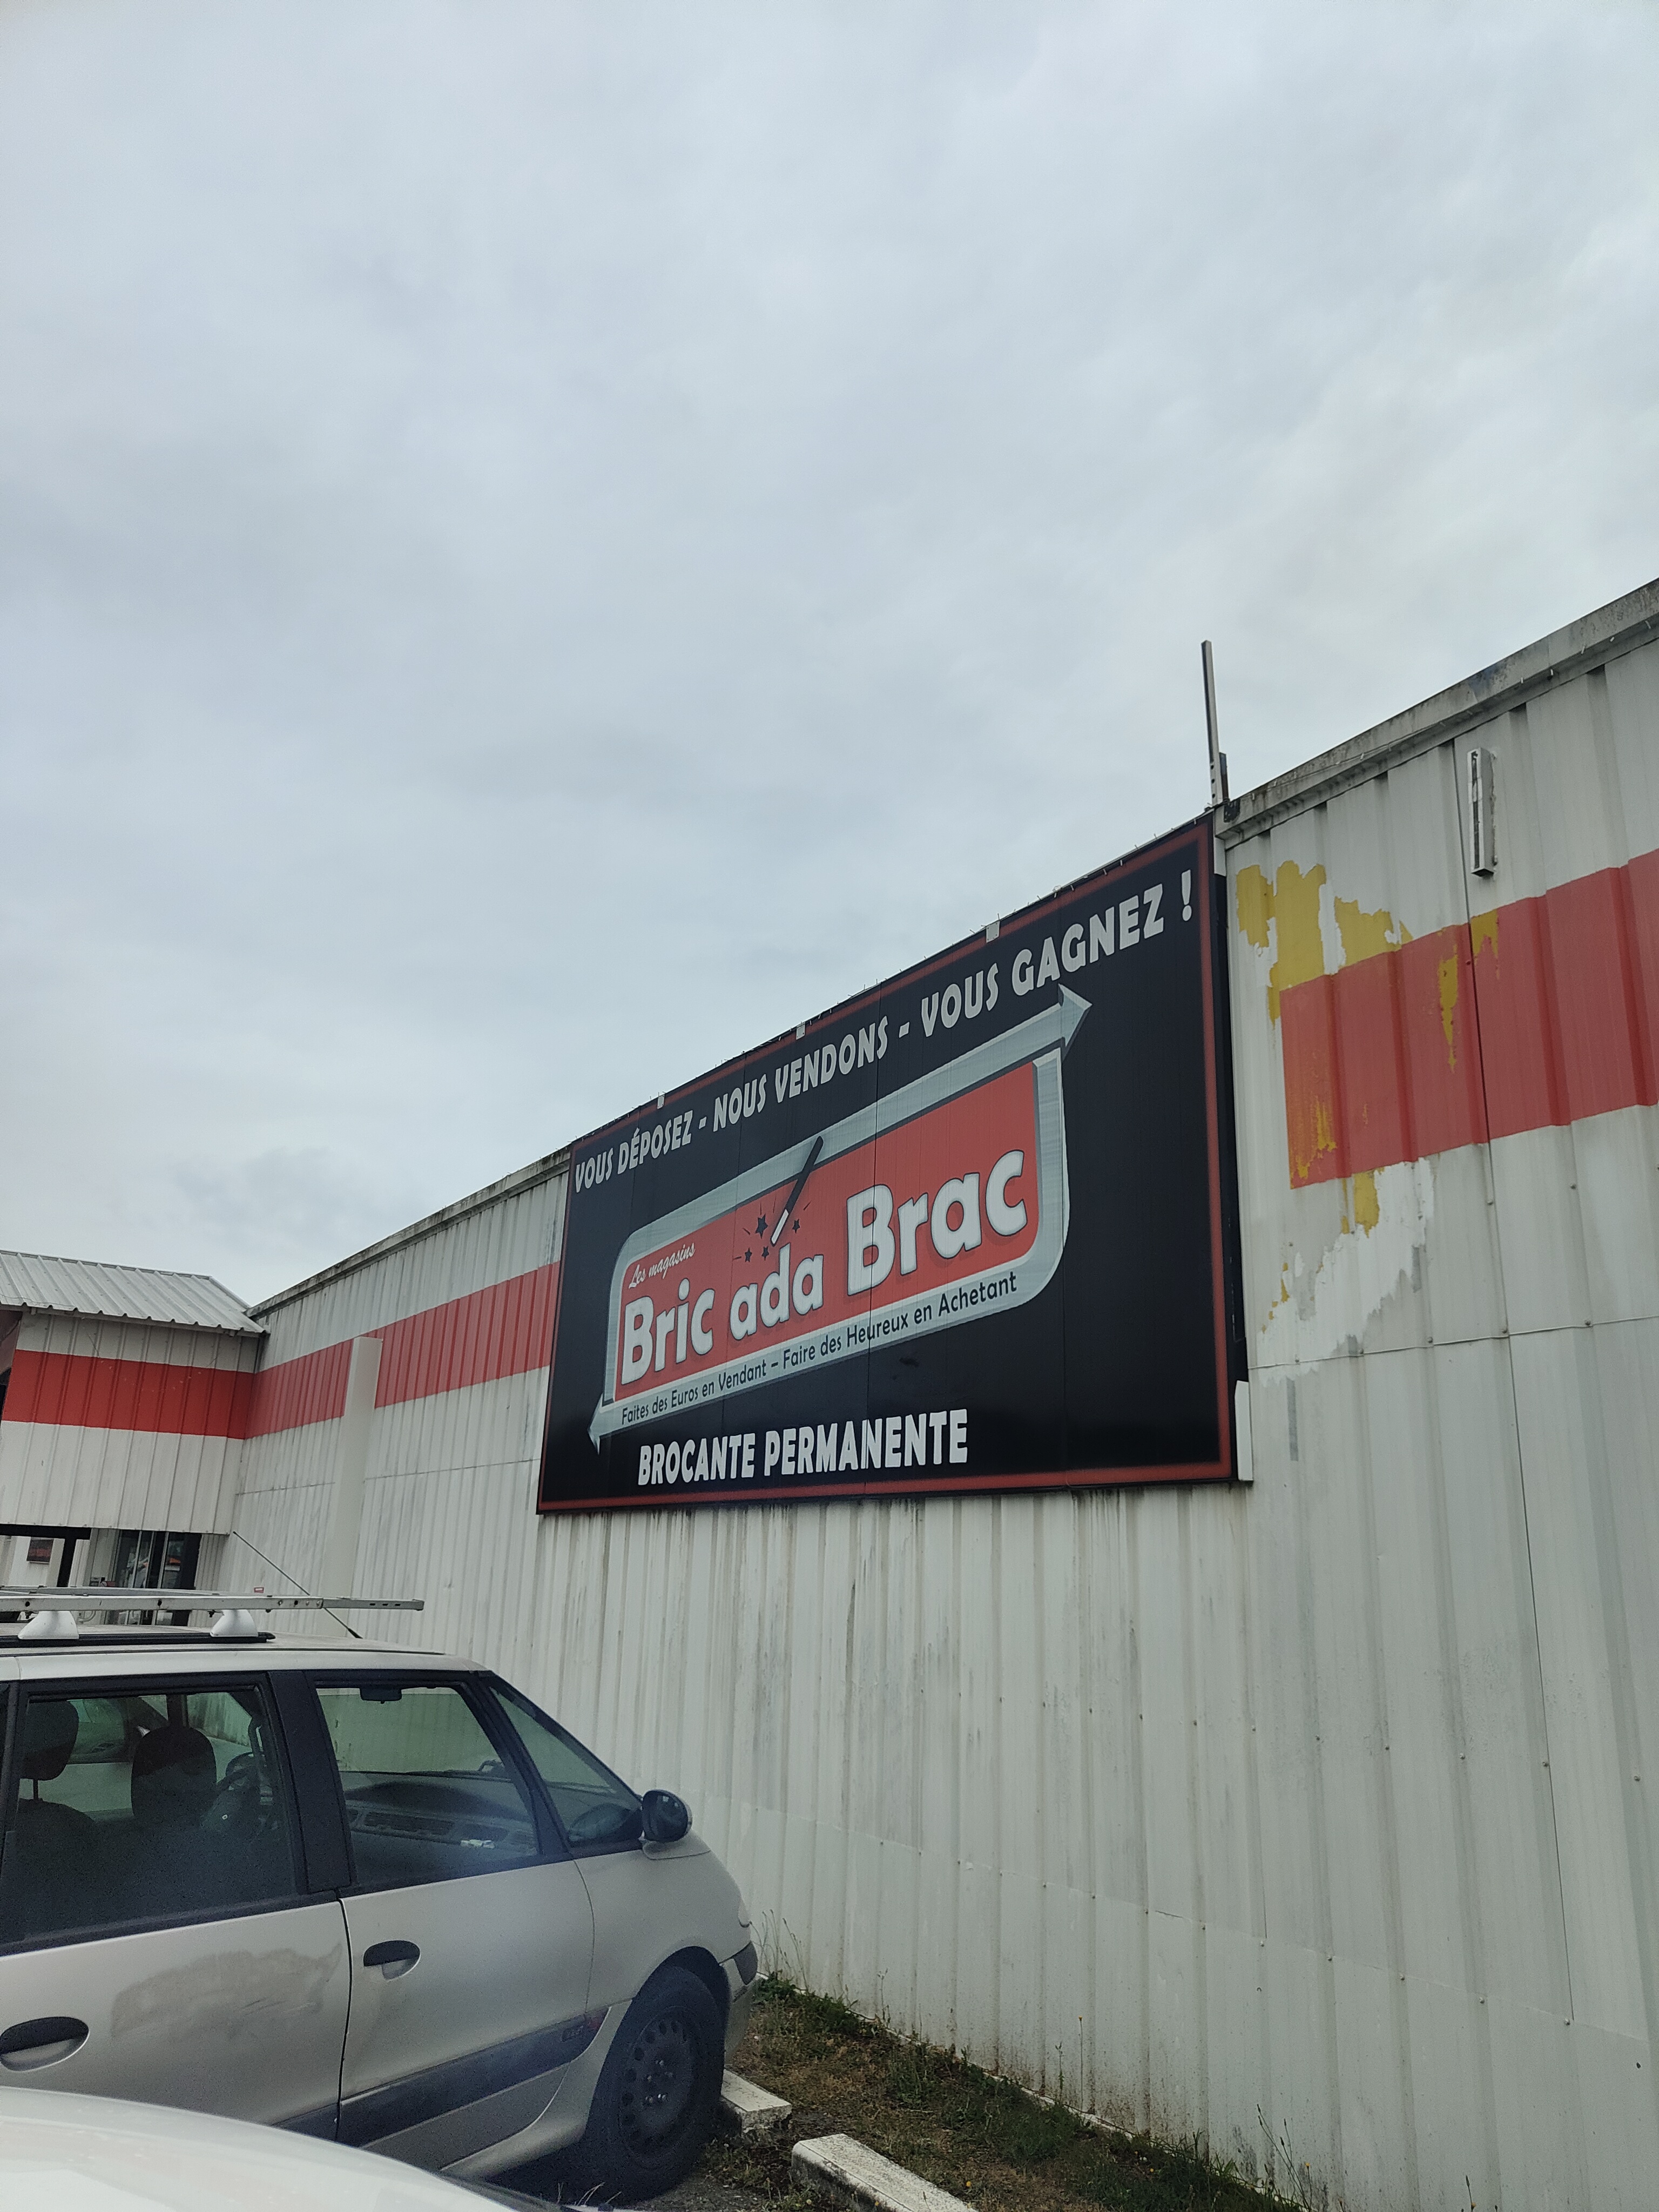 VOUS DÉPOSEZ - NOUS VENDONS - VOUS GAGNEZ !
Les magasins
Bric ada Brac
Faites des Euros en Vendant – Faire des Heureux en Achetant
BROCANTE PERMANENTE